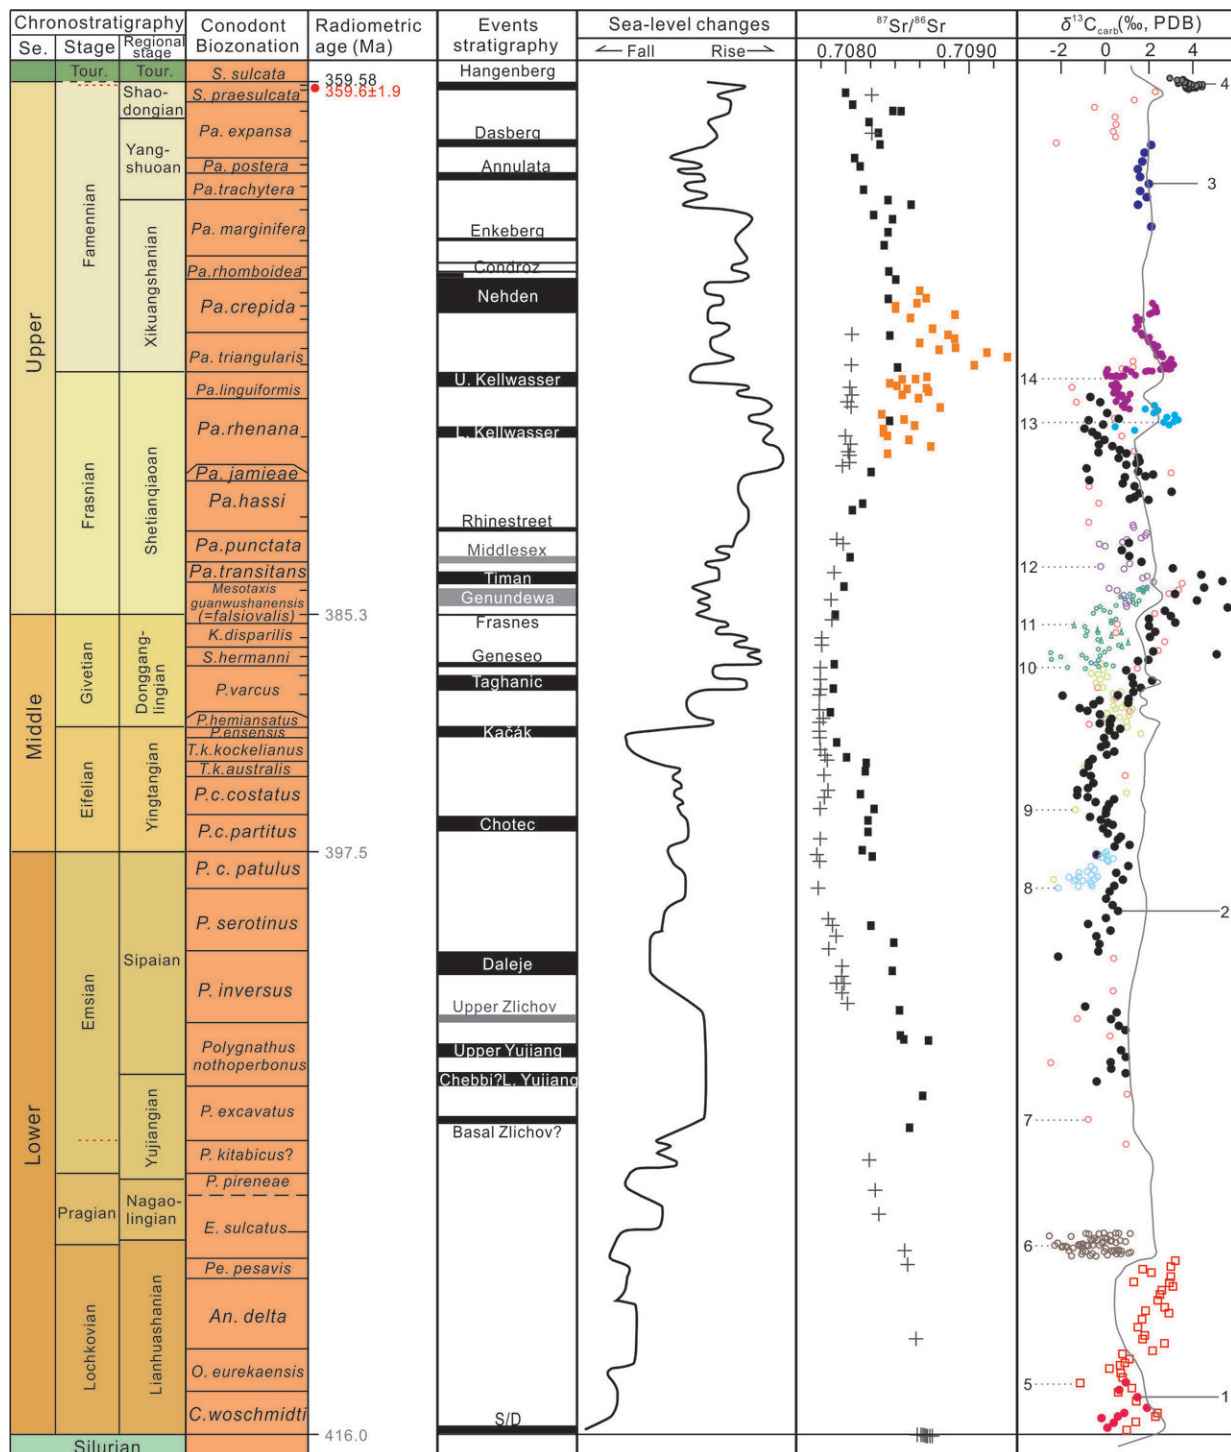 Chronostratigraphy
Se.
Stage
Regional
stage
Conodont
Biozonation
Radiometric
age (Ma)
Events
stratigraphy
Sea-level changes
Fall
Rise
⁸⁷Sr/⁸⁶Sr
0.7080
0.7090
δ¹³C carb (‰, PDB)
-2
0
2
4
Tour.
Tour.
Upper
Middle
Lower
Silurian
Famennian
Frasnian
Givetian
Eifelian
Emsian
Pragian
Lochkovian
Shao-
dongian
Yang-
shuoan
Xikuangshanian
Shetianqiaoan
Donggang-
lingian
Yingtangian
Sipaian
Yujiangian
Nagao-
lingian
Lianhuashanian
S. sulcata
S. praesulcata
Pa. expansa
Pa. postera
Pa.trachytera
Pa. marginifera
Pa.rhomboidea
Pa.crepida
Pa. triangularis
Pa.linguiformis
Pa.rhenana
Pa. jamieae
Pa.hassi
Pa.punctata
Pa.transitans
Mesotaxis
guanwushanensis
(=falsiovalis)
K.disparilis
S.hermanni
P.varcus
P.hemiansatus
P.ensensis
T.k.kockelianus
T.k.australis
P.c.costatus
P.c.partitus
P. c. patulus
P. serotinus
P. inversus
Polygnathus
nothoperbonus
P. excavatus
P. kitabicus?
P. pireneae
E. sulcatus
Pe. pesavis
An. delta
O. eurekaensis
C.woschmidti
359.58
359.6±1.9
385.3
397.5
416.0
Hangenberg
Dasberg
Annulata
Enkeberg
Condroz
Nehden
U. Kellwasser
L. Kellwasser
Rhinestreet
Middlesex
Timan
Genundewa
Frasnes
Geneseo
Taghanic
Kačák
Chotec
Daleje
Upper Zlichov
Upper Yujiang
Chebbi?L. Yujiang
Basal Zlichov?
S/D
4
3
14
13
12
11
10
9
8
2
7
6
5
1